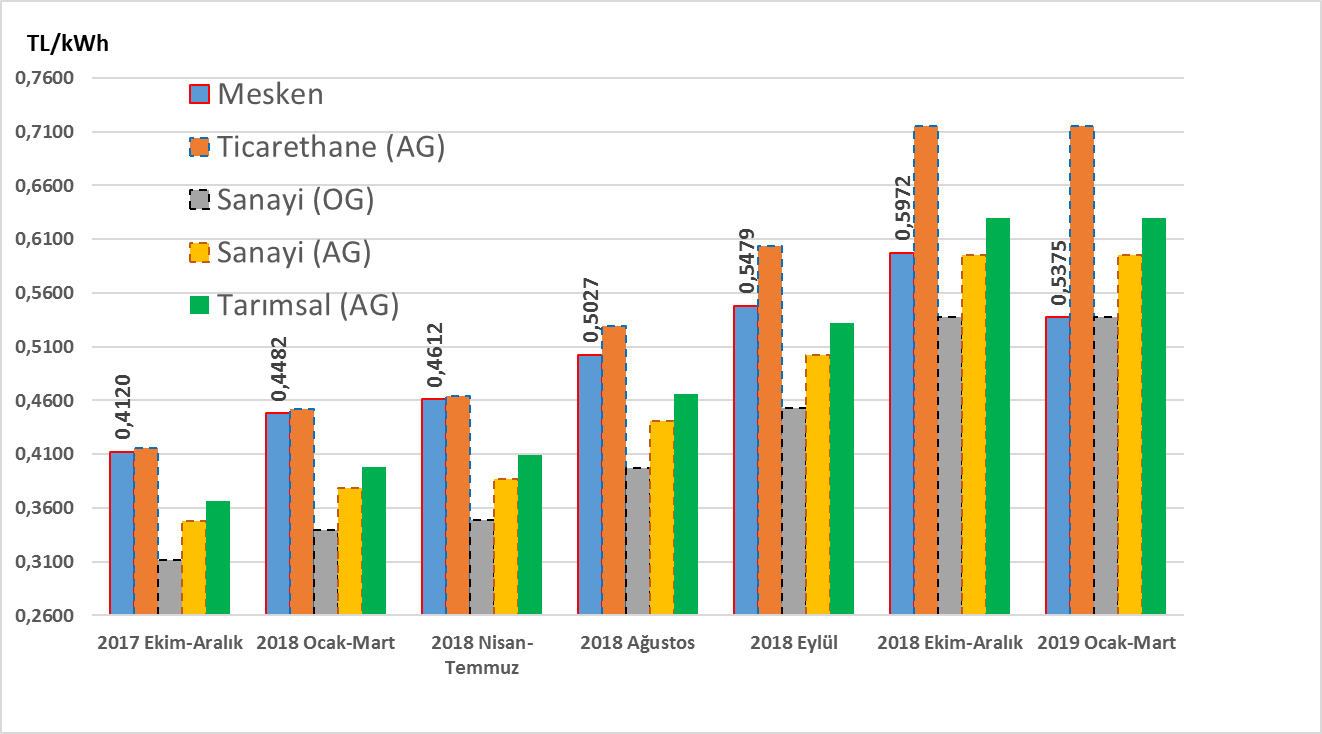 TL/kWh
0,7600
0,7100
0,6600
0,6100
0,5600
0,5100
0,4600
0,4100
0,3600
0,3100
0,2600
Mesken
Ticarethane (AG)
Sanayi (OG)
Sanayi (AG)
Tarımsal (AG)
0,4120
0,4482
0,4612
0,5027
0,5479
0,5972
0,5375
2017 Ekim-Aralık
2018 Ocak-Mart
2018 Nisan-
Temmuz
2018 Ağustos
2018 Eylül
2018 Ekim-Aralık
2019 Ocak-Mart